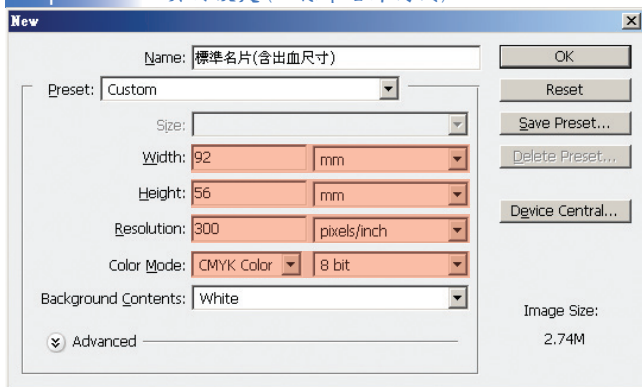 New
Name: 標準名片(含出血尺寸)
OK
Preset: Custom
Reset
Size:
Save Preset...
Width: 92 mm
Delete Preset...
Height: 56 mm
Device Central...
Resolution: 300 pixels/inch
Color Mode: CMYK Color 8 bit
Background Contents: White
Image Size:
2.74M
Advanced